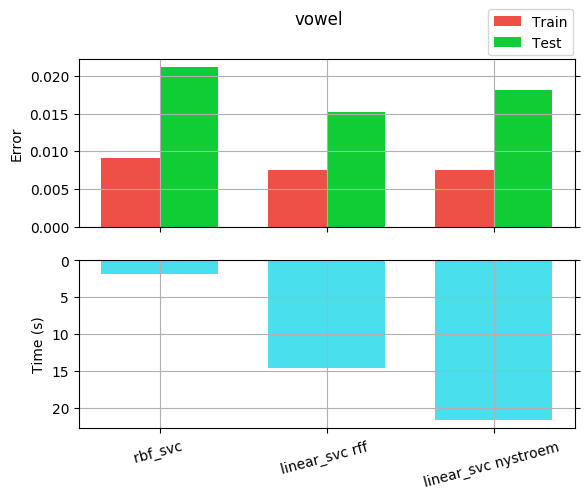 vowel
Train
Test
0.020
0.015
0.010
0.005
0.000
Error
0
5
10
15
20
Time (s)
rbf_svc
linear_svc rff
linear_svc nystroem